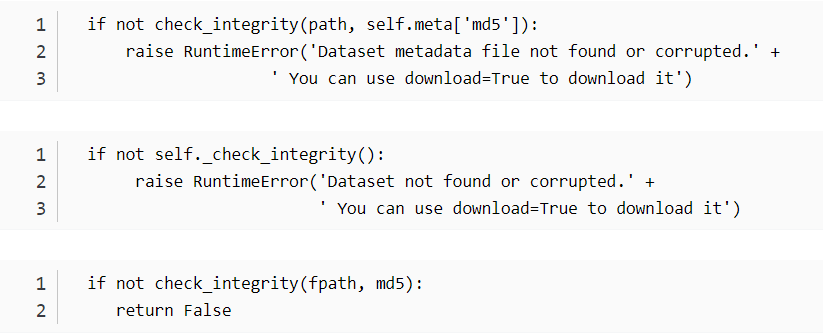 1 if not check_integrity(path, self.meta['md5']):
2     raise RuntimeError('Dataset metadata file not found or corrupted.' +
3                    ' You can use download=True to download it')
1 if not self._check_integrity():
2      raise RuntimeError('Dataset not found or corrupted.' +
3                         ' You can use download=True to download it')
1 if not check_integrity(fpath, md5):
2    return False